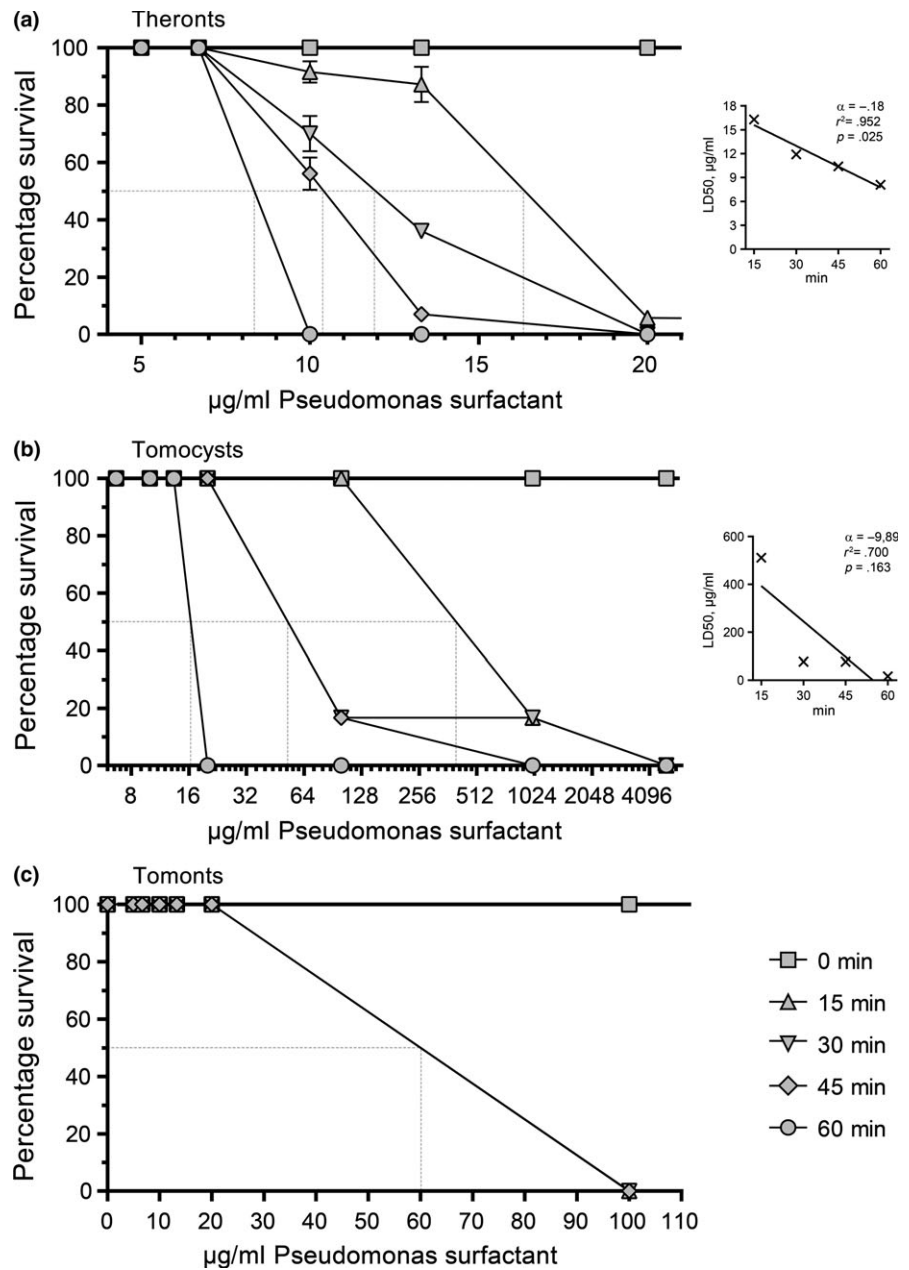 (a)
Theronts
Percentage survival
100
80
60
40
20
0
5
10
15
20
µg/ml Pseudomonas surfactant
α = –.18
r² = .952
p = .025
LD50, µg/ml
18
15
12
9
6
3
0
15
30
45
60
min
(b)
Tomocysts
Percentage survival
100
80
60
40
20
0
8
16
32
64
128
256
512
1024
2048
4096
µg/ml Pseudomonas surfactant
α = –9,89
r² = .700
p = .163
LD50, µg/ml
600
400
200
0
15
30
45
60
min
(c)
Tomonts
Percentage survival
100
80
60
40
20
0
0
10
20
30
40
50
60
70
80
90
100
110
µg/ml Pseudomonas surfactant
0 min
15 min
30 min
45 min
60 min